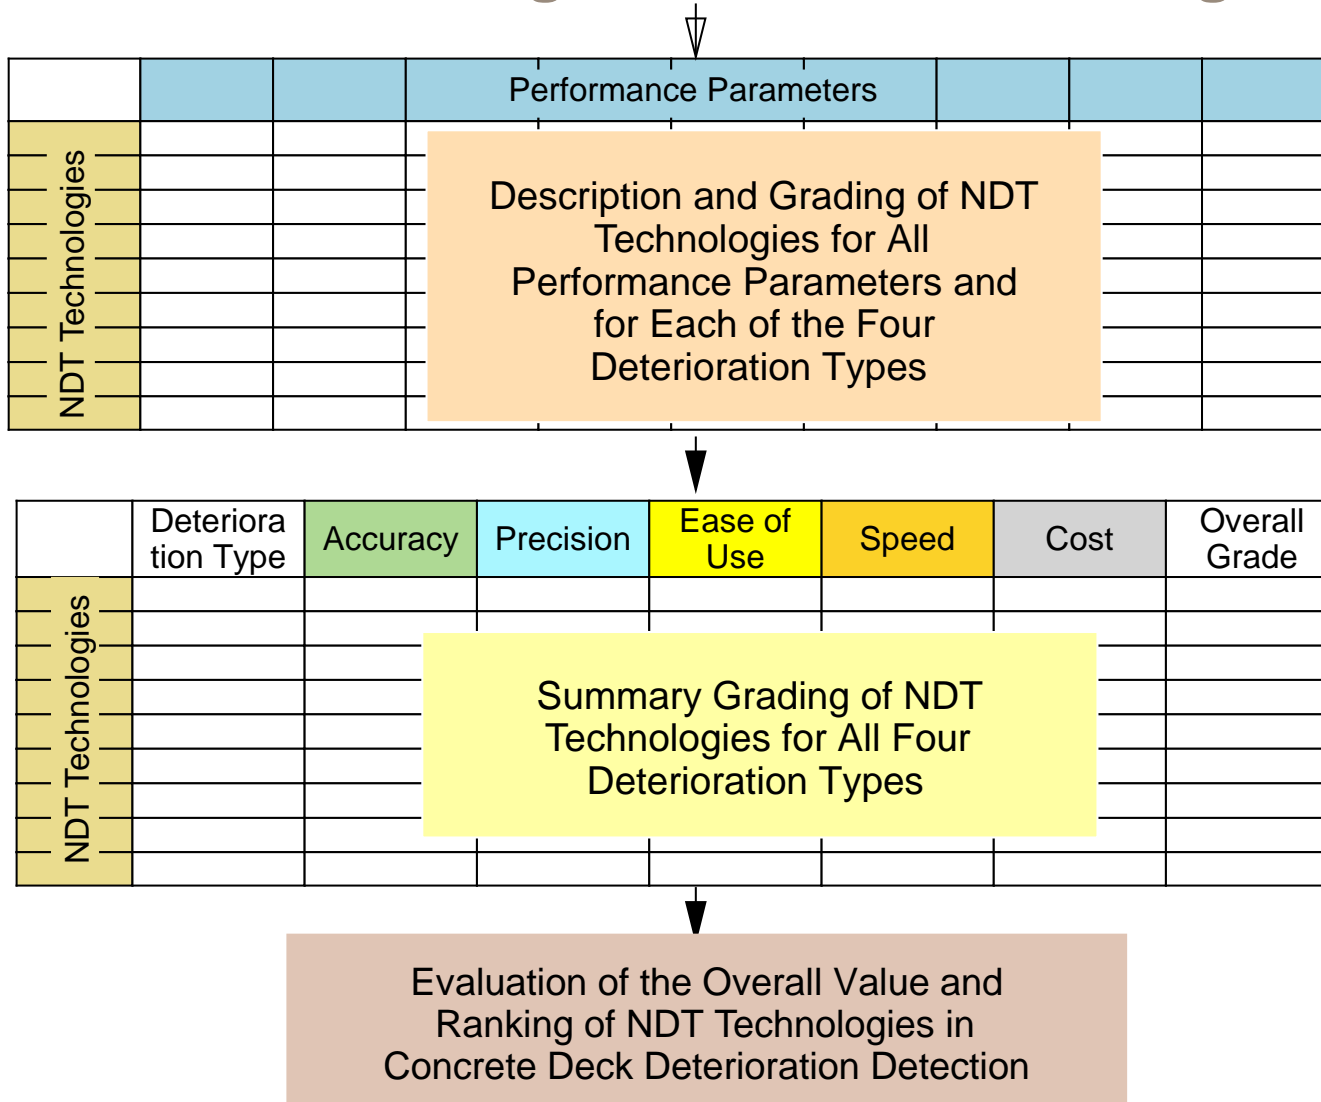 Performance Parameters
NDT Technologies
Description and Grading of NDT
Technologies for All
Performance Parameters and
for Each of the Four
Deterioration Types
Deteriora
tion Type
Accuracy
Precision
Ease of
Use
Speed
Cost
Overall
Grade
NDT Technologies
Summary Grading of NDT
Technologies for All Four
Deterioration Types
Evaluation of the Overall Value and
Ranking of NDT Technologies in
Concrete Deck Deterioration Detection